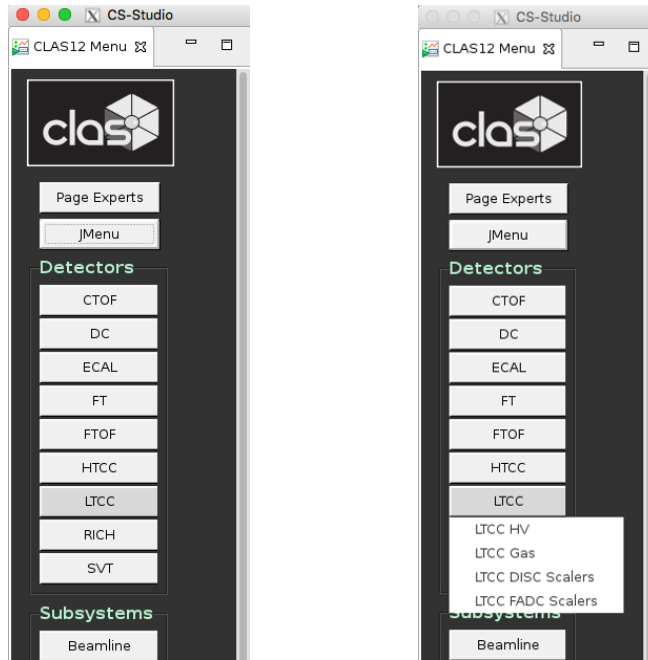 CS-Studio
CLAS12 Menu
clas
Page Experts
JMenu
Detectors
CTOF
DC
ECAL
FT
FTOF
HTCC
LTCC
RICH
SVT
Subsystems
Beamline
CS-Studio
CLAS12 Menu
clas
Page Experts
JMenu
Detectors
CTOF
DC
ECAL
FT
FTOF
HTCC
LTCC
LTCC HV
LTCC Gas
LTCC DISC Scalers
LTCC FADC Scalers
Subsystems
Beamline